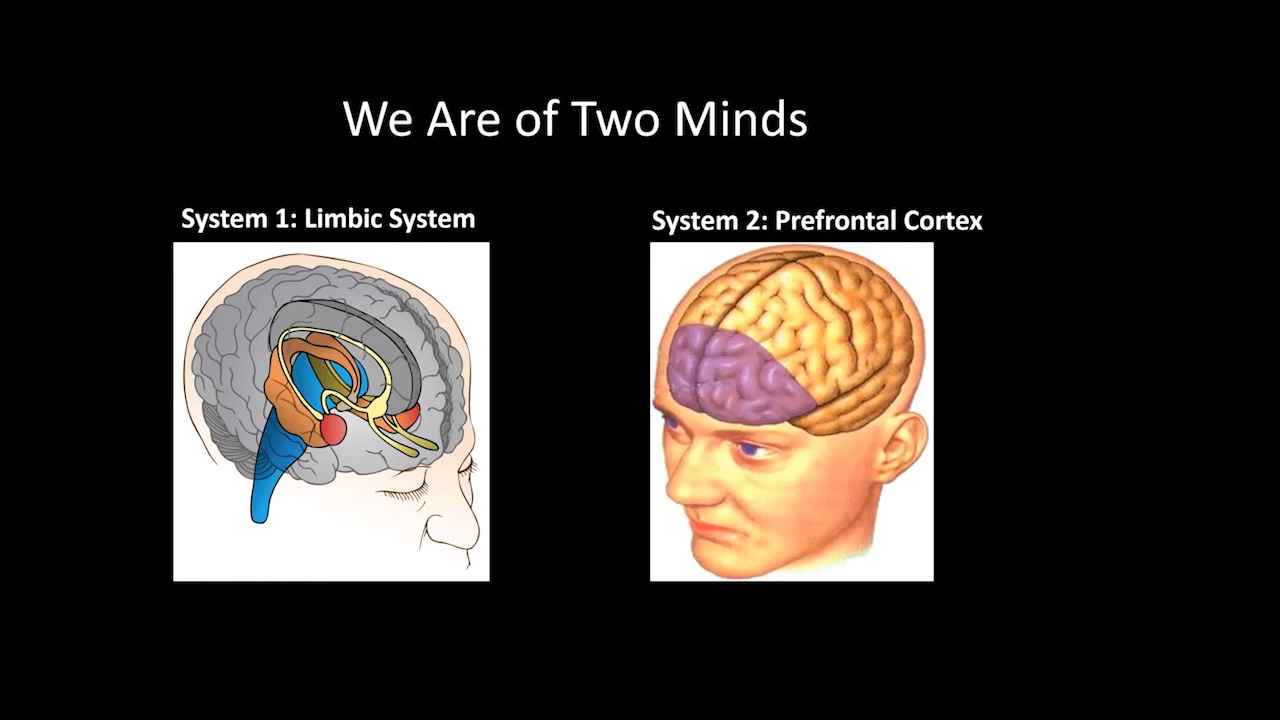 We Are of Two Minds
System 1: Limbic System
System 2: Prefrontal Cortex